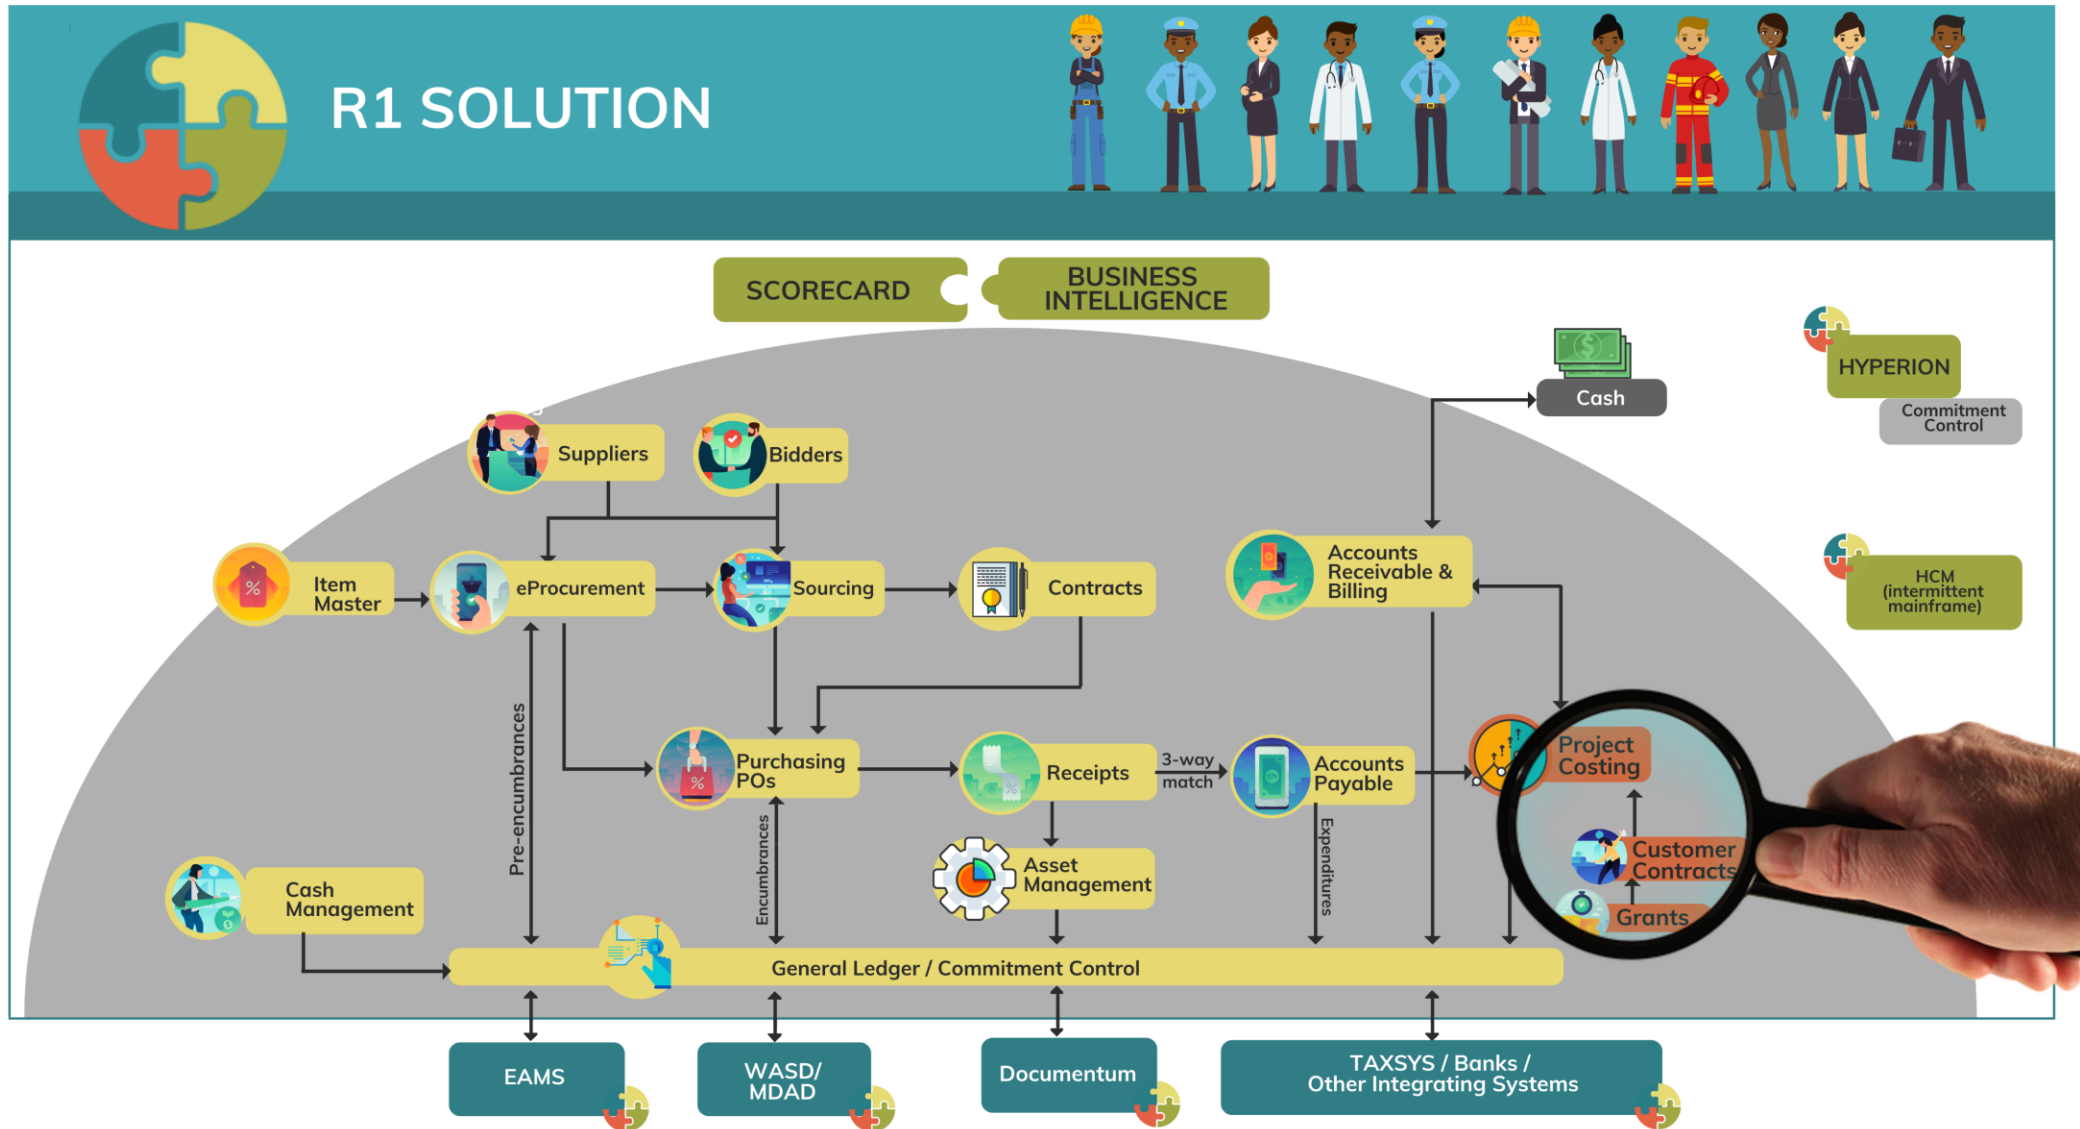 R1 SOLUTION
SCORECARD
BUSINESS
INTELLIGENCE
Cash
HYPERION
Commitment
Control
Suppliers
Bidders
Item
Master
eProcurement
Sourcing
Contracts
Accounts
Receivable &
Billing
HCM
(intermittent
mainframe)
Pre-encumbrances
Purchasing
POs
Receipts
3-way
match
Accounts
Payable
Project
Costing
Encumbrances
Expenditures
Asset
Management
Customer
Contracts
Cash
Management
Grants
General Ledger / Commitment Control
EAMS
WASD/
MDAD
Documentum
TAXSYS / Banks /
Other Integrating Systems